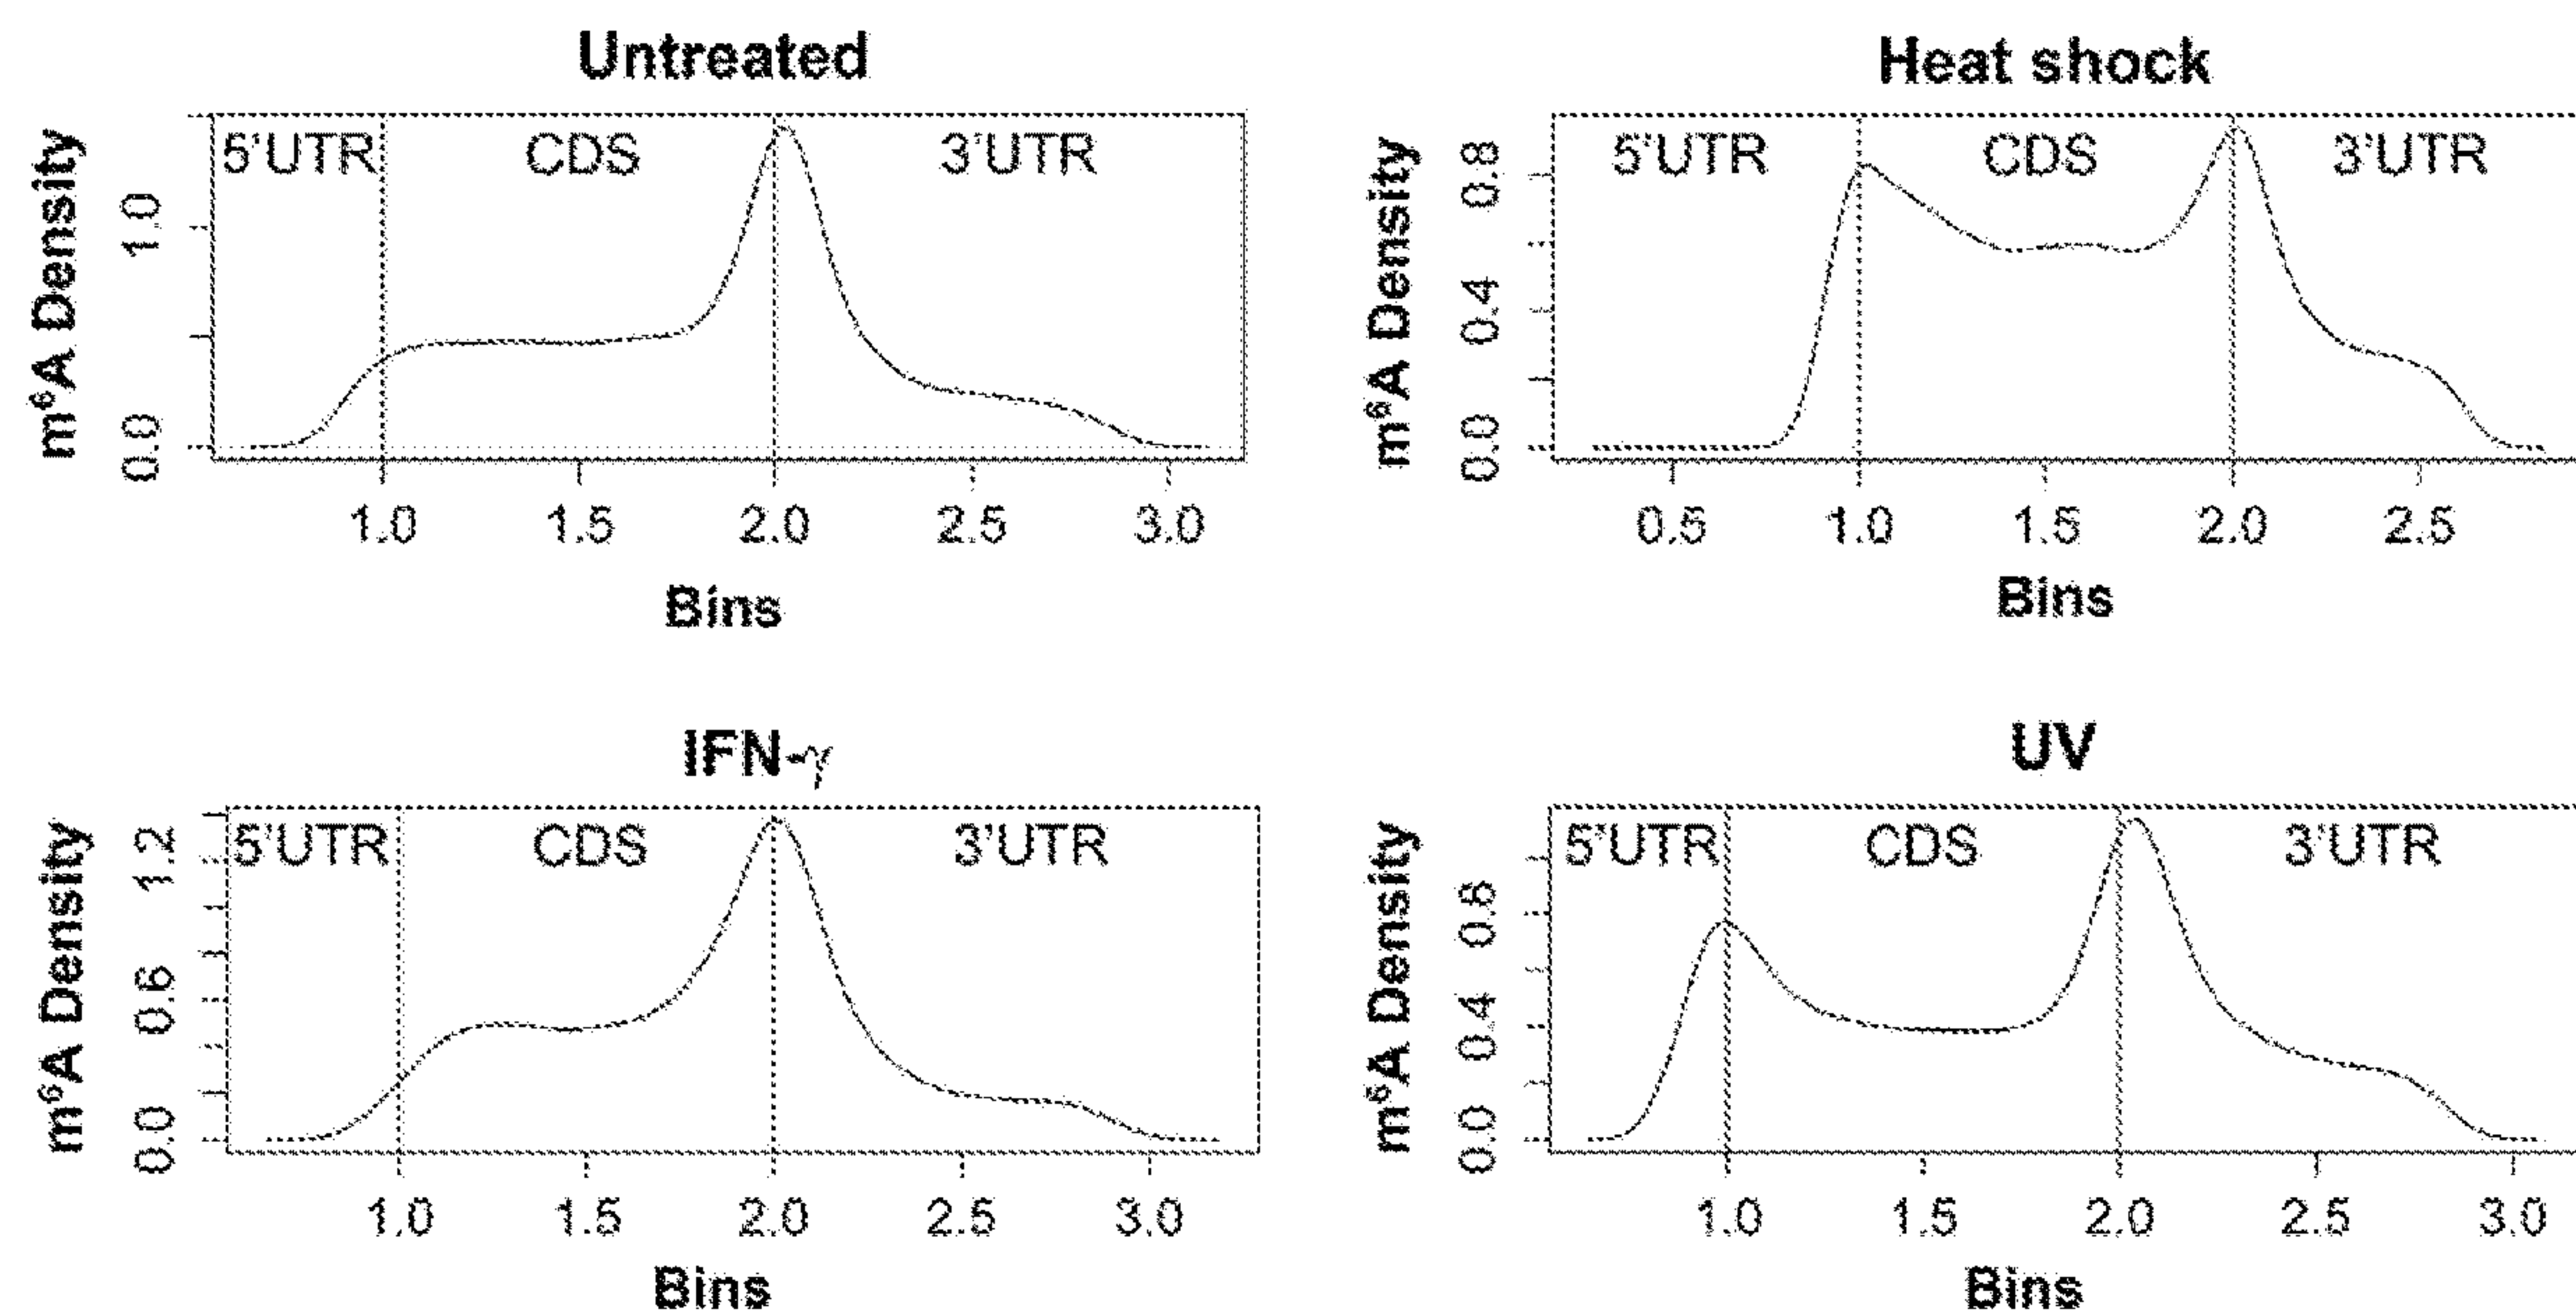 Untreated
m⁶A Density
1.0
0.0
5'UTR CDS 3'UTR
1.0 1.5 2.0 2.5 3.0
Bins
Heat shock
m⁶A Density
0.8
0.4
0.0
5'UTR CDS 3'UTR
0.5 1.0 1.5 2.0 2.5
Bins
IFN-γ
m⁶A Density
1.2
0.6
0.0
5'UTR CDS 3'UTR
1.0 1.5 2.0 2.5 3.0
Bins
UV
m⁶A Density
0.8
0.4
0.0
5'UTR CDS 3'UTR
1.0 1.5 2.0 2.5 3.0
Bins